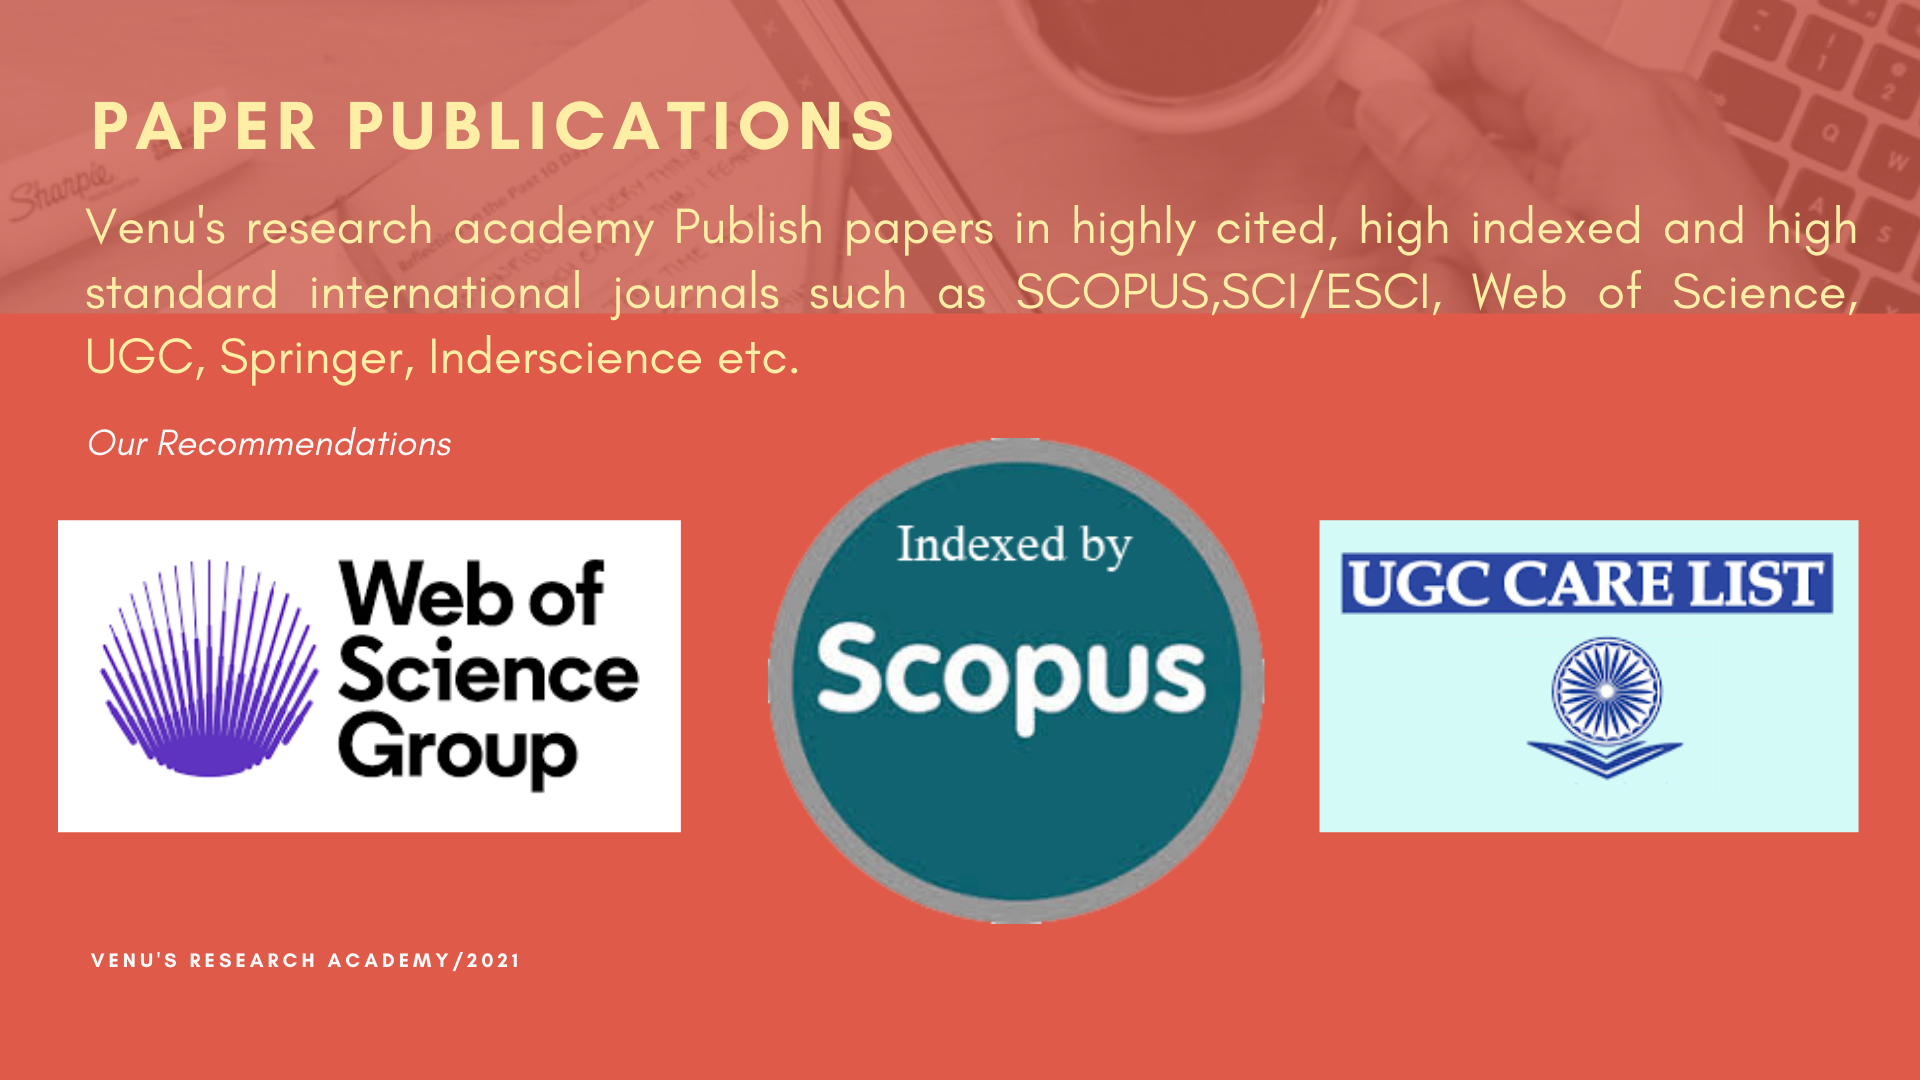 PAPER PUBLICATIONS
Venu's research academy Publish papers in highly cited, high indexed and high
standard international journals such as SCOPUS,SCI/ESCI, Web of Science,
UGC, Springer, Inderscience etc.
Our Recommendations
Web of
Science
Group
Indexed by
Scopus
UGC CARE LIST
VENU'S RESEARCH ACADEMY/2021
Sharpie